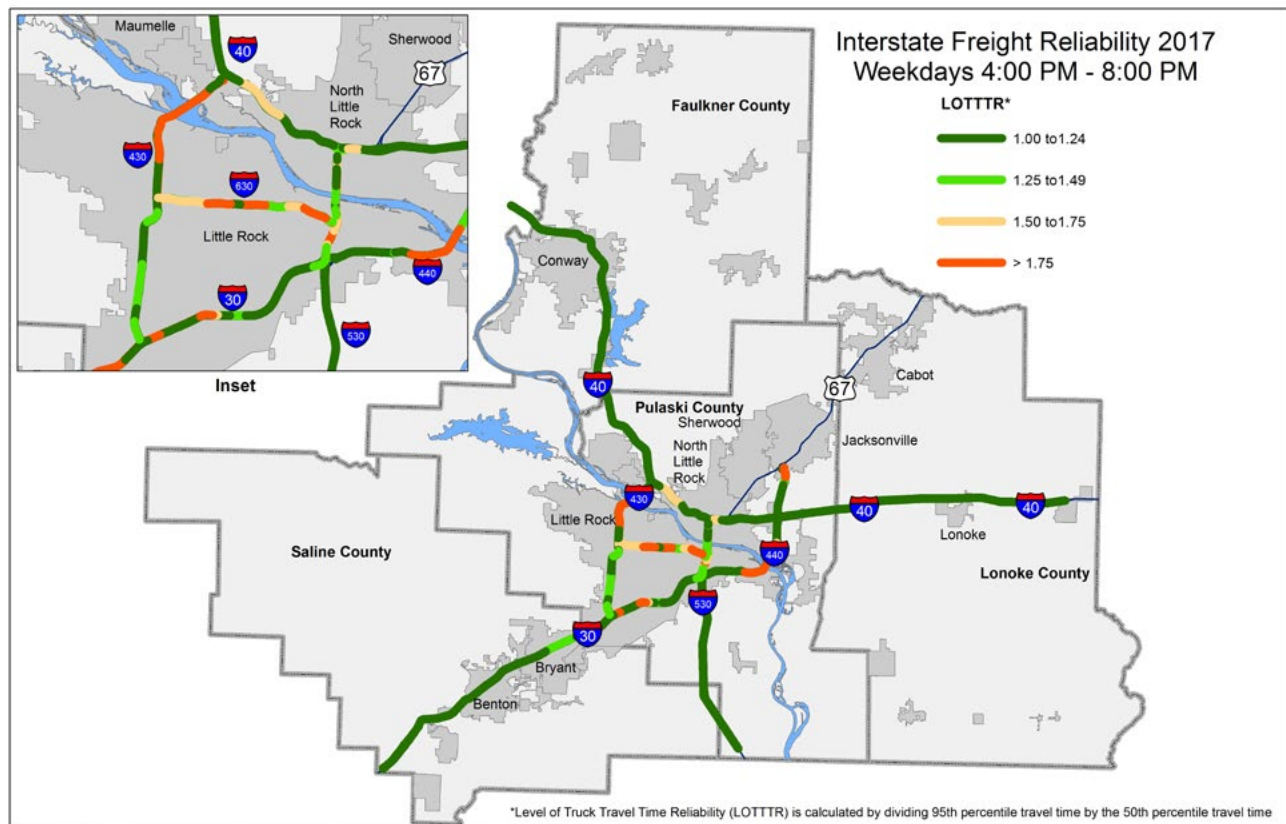 Interstate Freight Reliability 2017
Weekdays 4:00 PM - 8:00 PM
LOTTTR*
1.00 to1.24
1.25 to1.49
1.50 to1.75
> 1.75
Maumelle
40
Sherwood
67
North
Little
Rock
430
630
Little Rock
440
30
530
Inset
Faulkner County
Conway
40
Cabot
67
Pulaski County
Sherwood
Jacksonville
North
Little
Rock
430
Little Rock
40
40
Lonoke
Saline County
440
Lonoke County
530
30
Bryant
Benton
*Level of Truck Travel Time Reliability (LOTTTR) is calculated by dividing 95th percentile travel time by the 50th percentile travel time